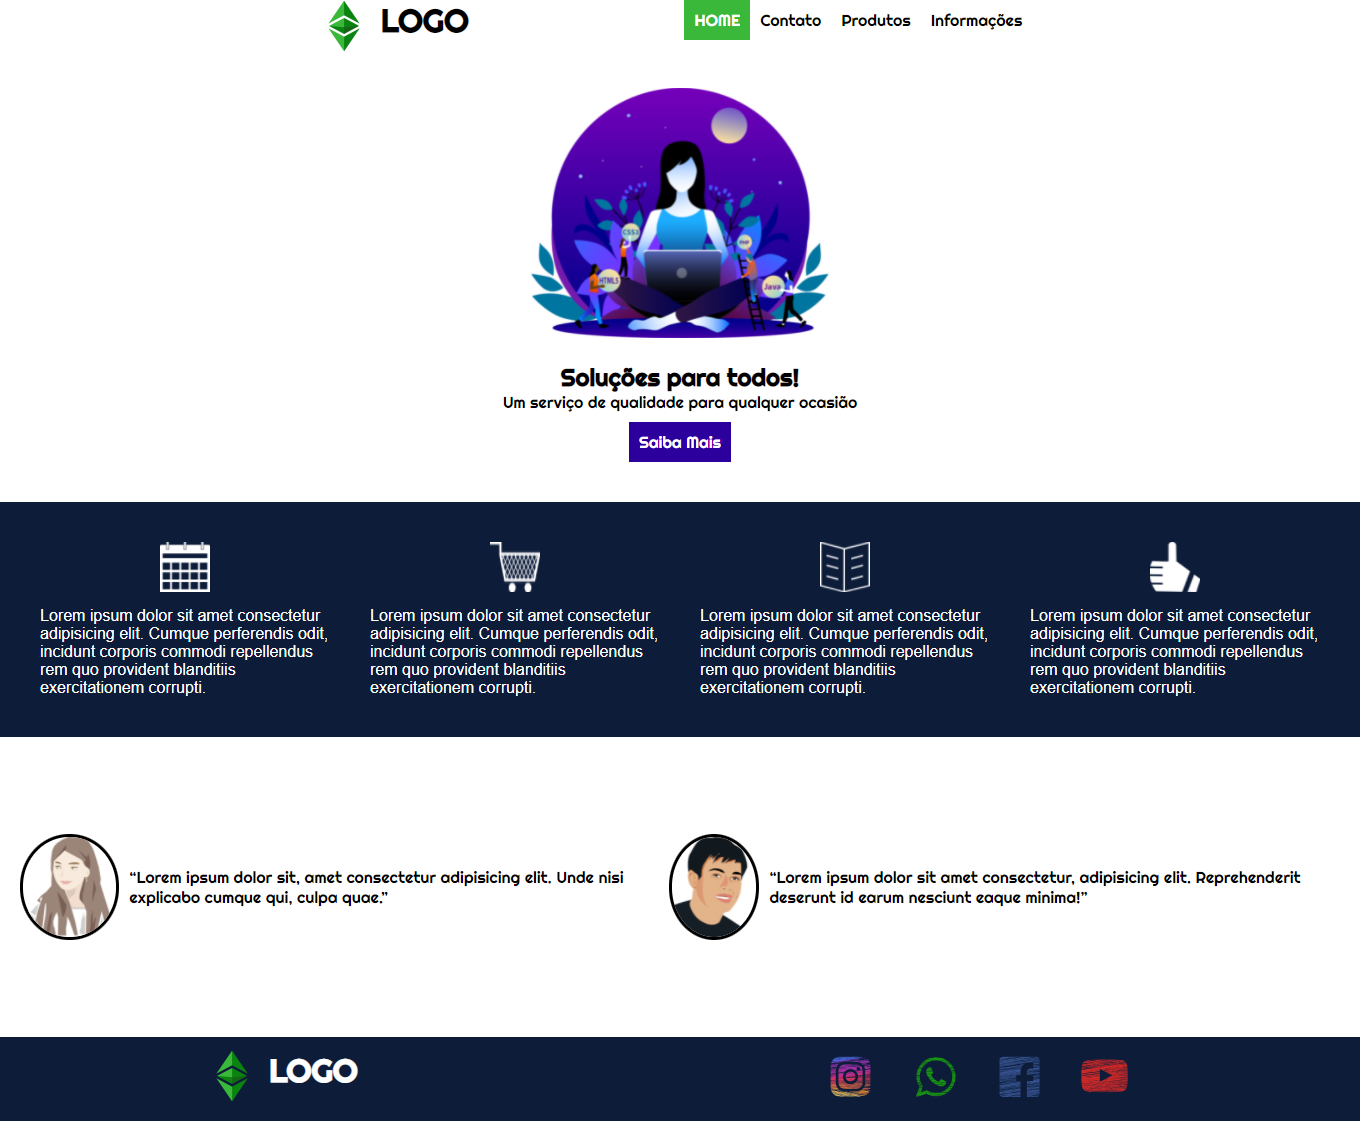 LOGO
HOME Contato Produtos Informações
CSS3
PHP
HTML5
Java
Soluções para todos!
Um serviço de qualidade para qualquer ocasião
Saiba Mais
Lorem ipsum dolor sit amet consectetur
adipisicing elit. Cumque perferendis odit,
incidunt corporis commodi repellendus
rem quo provident blanditiis
exercitationem corrupti.
Lorem ipsum dolor sit amet consectetur
adipisicing elit. Cumque perferendis odit,
incidunt corporis commodi repellendus
rem quo provident blanditiis
exercitationem corrupti.
Lorem ipsum dolor sit amet consectetur
adipisicing elit. Cumque perferendis odit,
incidunt corporis commodi repellendus
rem quo provident blanditiis
exercitationem corrupti.
Lorem ipsum dolor sit amet consectetur
adipisicing elit. Cumque perferendis odit,
incidunt corporis commodi repellendus
rem quo provident blanditiis
exercitationem corrupti.
“Lorem ipsum dolor sit, amet consectetur adipisicing elit. Unde nisi
explicabo cumque qui, culpa quae.”
“Lorem ipsum dolor sit amet consectetur, adipisicing elit. Reprehenderit
deserunt id earum nesciunt eaque minima!”
LOGO